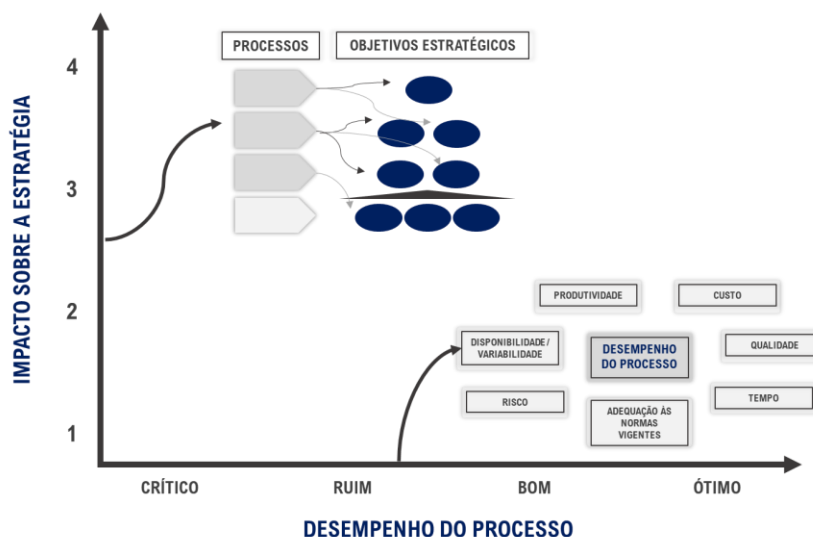 PROCESSOS
OBJETIVOS ESTRATÉGICOS
IMPACTO SOBRE A ESTRATÉGIA
4
3
2
1
PRODUTIVIDADE
CUSTO
DISPONIBILIDADE/
VARIABILIDADE
DESEMPENHO
DO PROCESSO
QUALIDADE
RISCO
ADEQUAÇÃO ÀS
NORMAS
VIGENTES
TEMPO
CRÍTICO
RUIM
BOM
ÓTIMO
DESEMPENHO DO PROCESSO